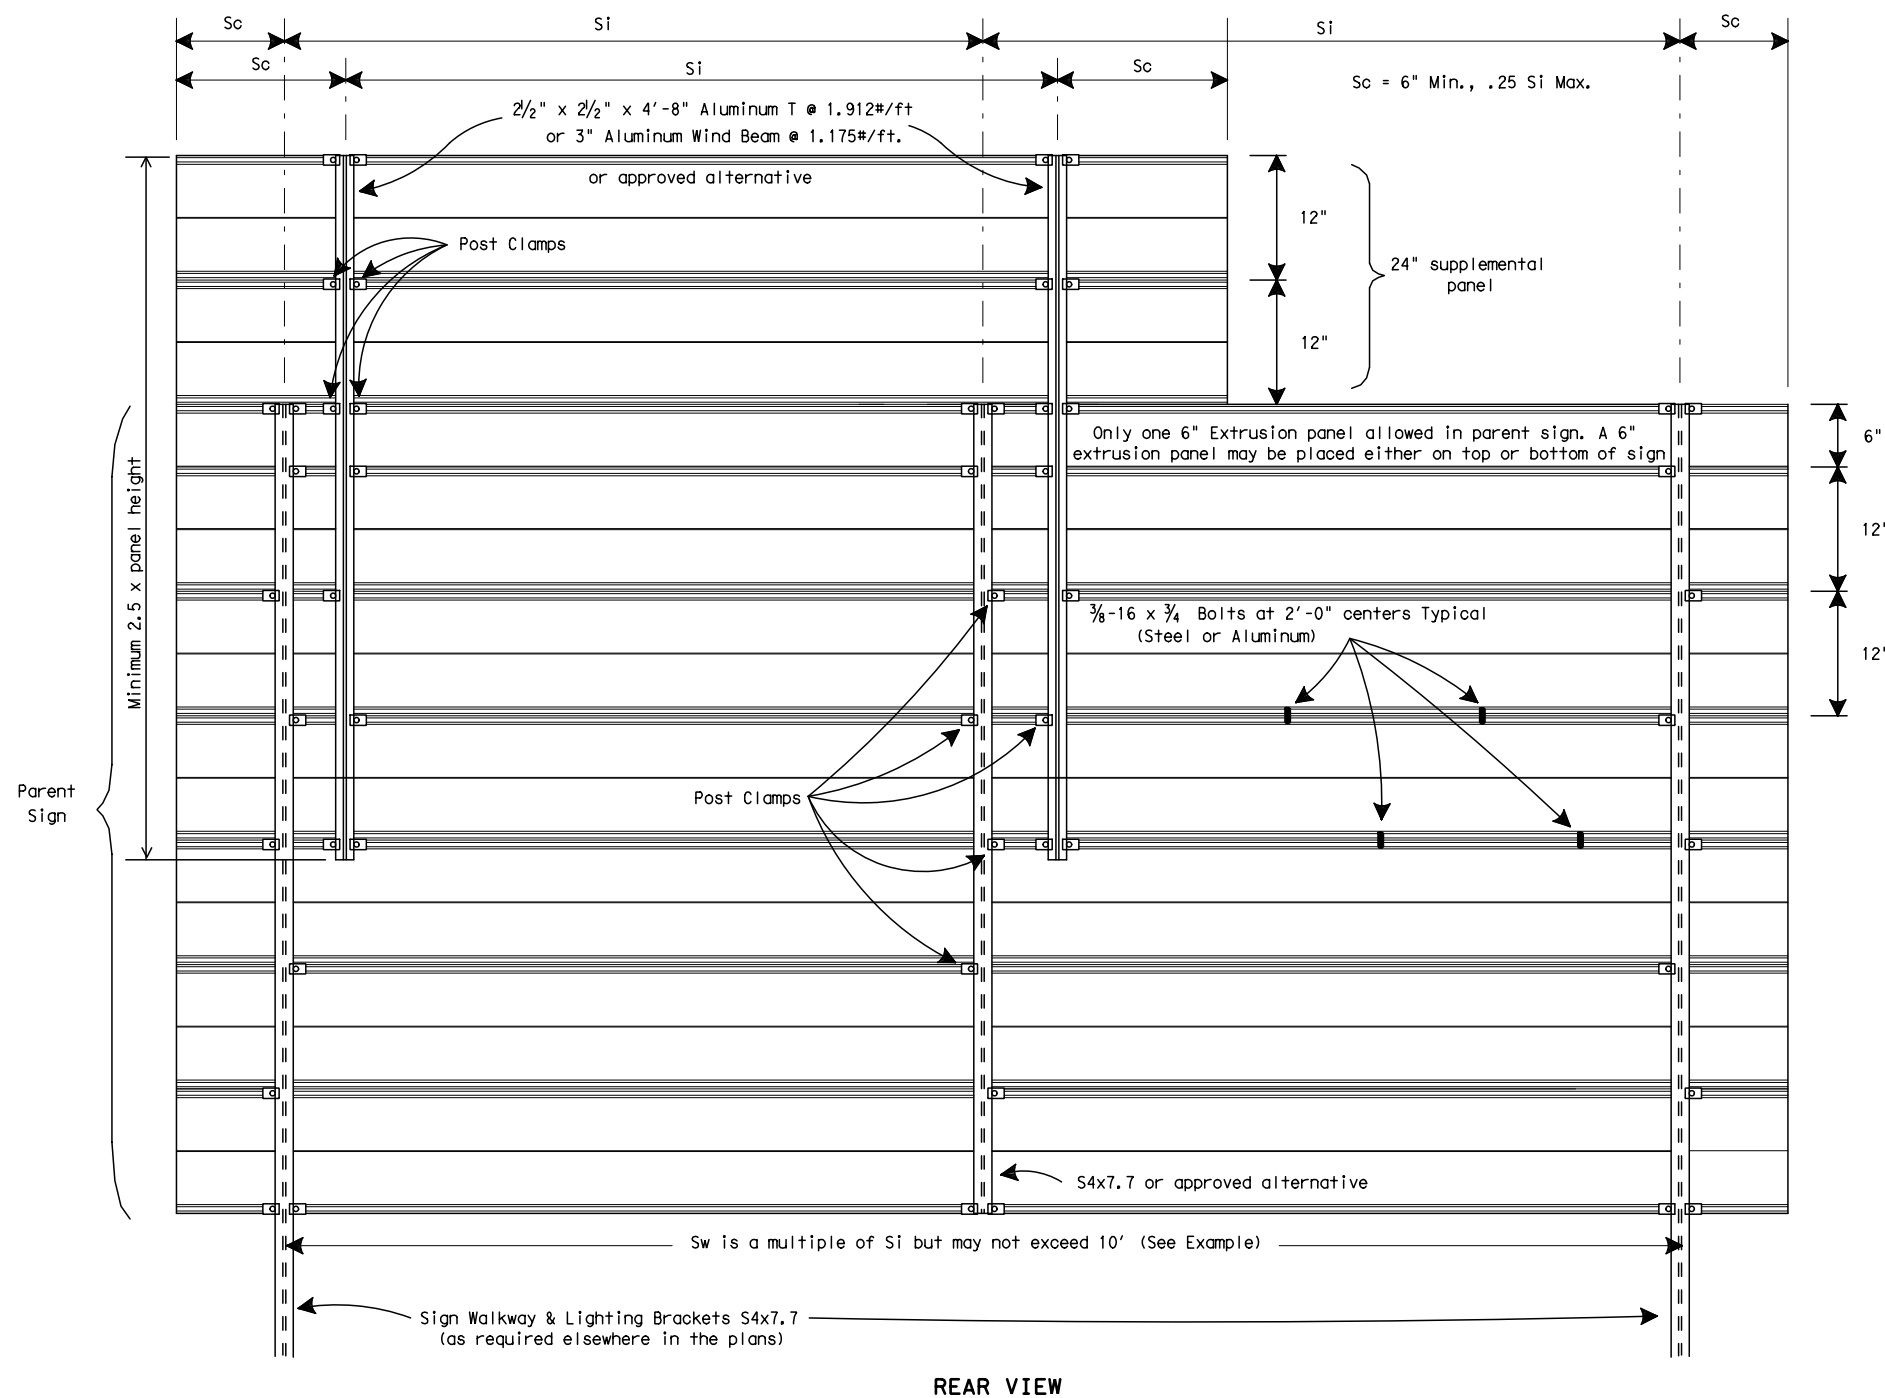 Sc
Si
Si
Sc
Sc
Si
Sc
Sc = 6" Min., .25 Si Max.
2½" x 2½" x 4'-8" Aluminum T @ 1.912#/ft
or 3" Aluminum Wind Beam @ 1.175#/ft.
or approved alternative
12"
Post Clamps
24" supplemental
panel
12"
Only one 6" Extrusion panel allowed in parent sign. A 6"
extrusion panel may be placed either on top or bottom of sign
6"
Minimum 2.5 x panel height
12'
⅜-16 x ¾ Bolts at 2'-0" centers Typical
(Steel or Aluminum)
12'
Parent
Sign
Post Clamps
S4x7.7 or approved alternative
Sw is a multiple of Si but may not exceed 10' (See Example)
Sign Walkway & Lighting Brackets S4x7.7
(as required elsewhere in the plans)
REAR VIEW